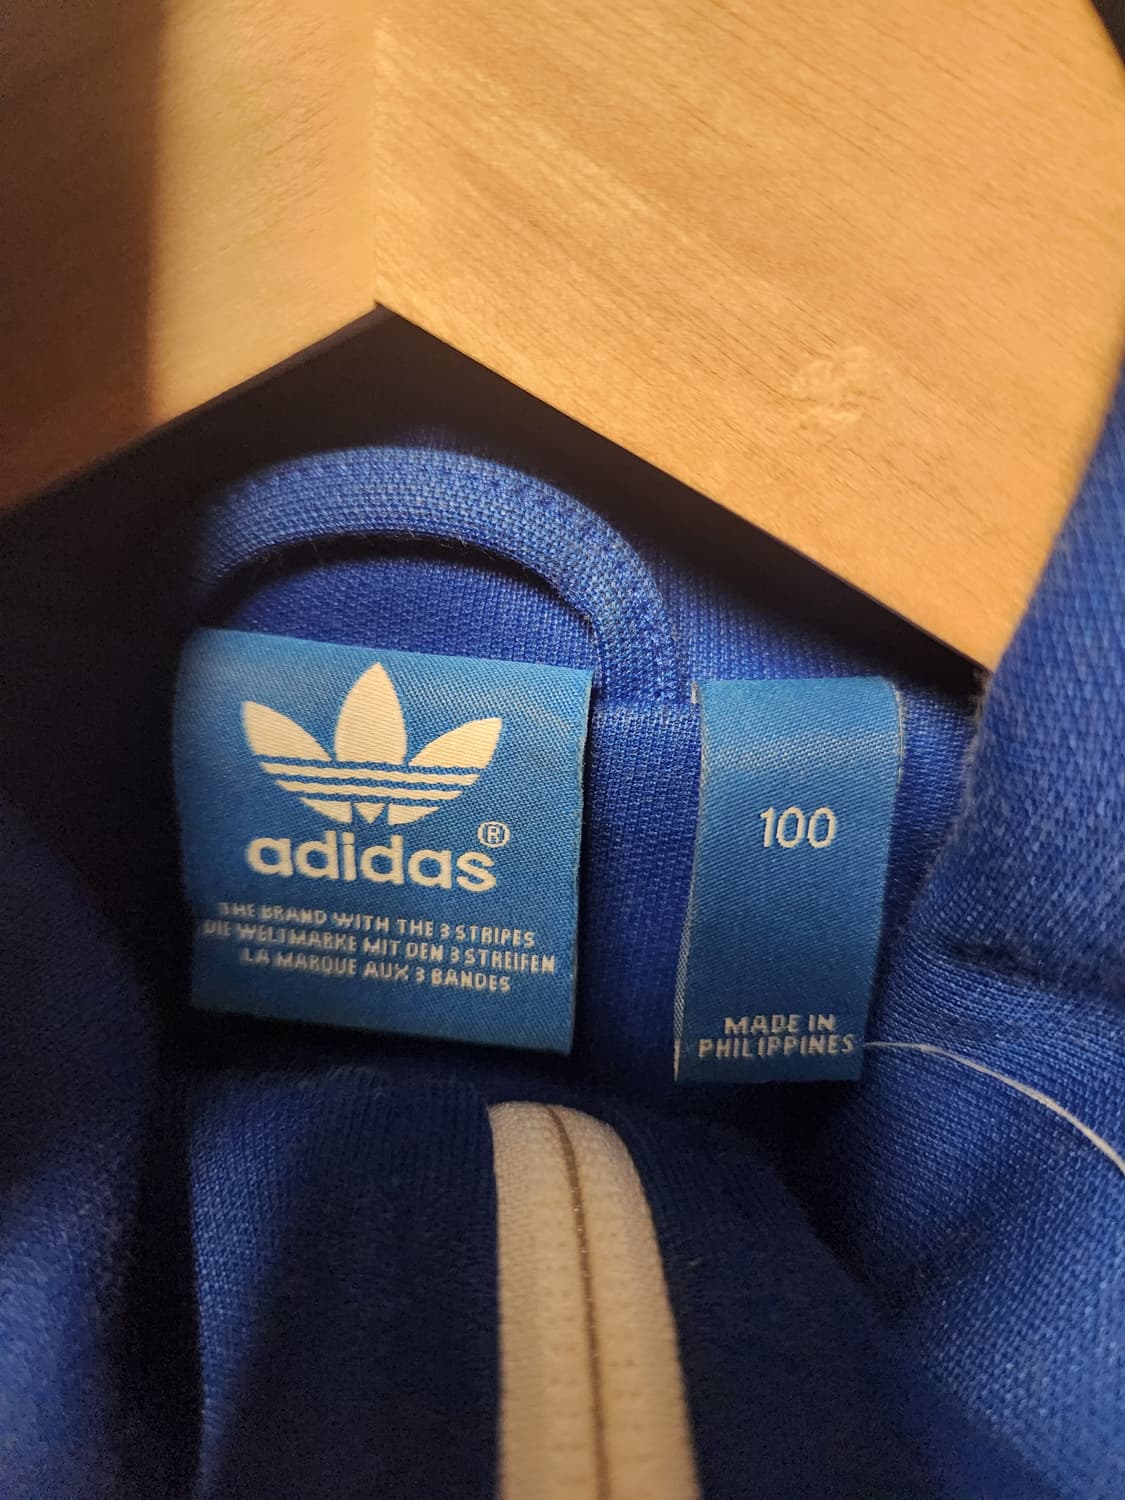 adidas®
THE BRAND WITH THE 3 STRIPES
DIE WELTMARKE MIT DEN 3 STREIFEN
LA MARQUE AUX 3 BANDES
100
MADE IN
PHILIPPINES